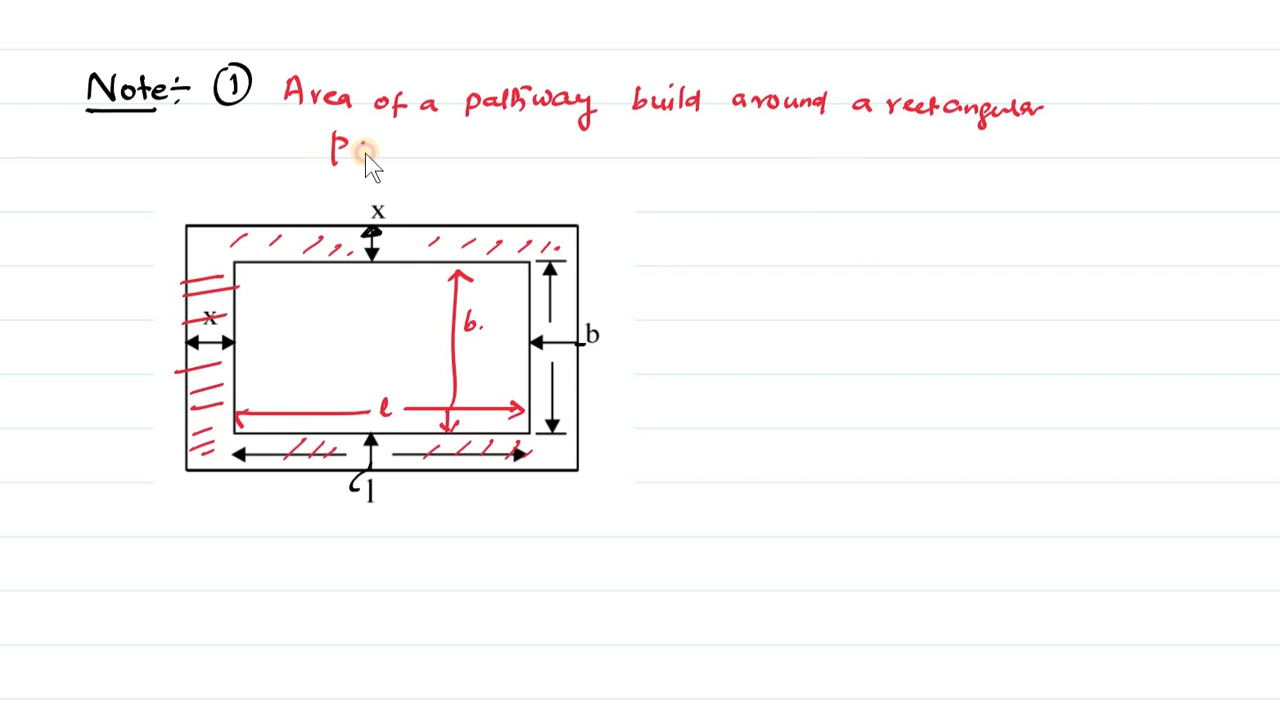 Note:- ① Area of a pathway build around a rectangular
x
b.
x
b
l
l